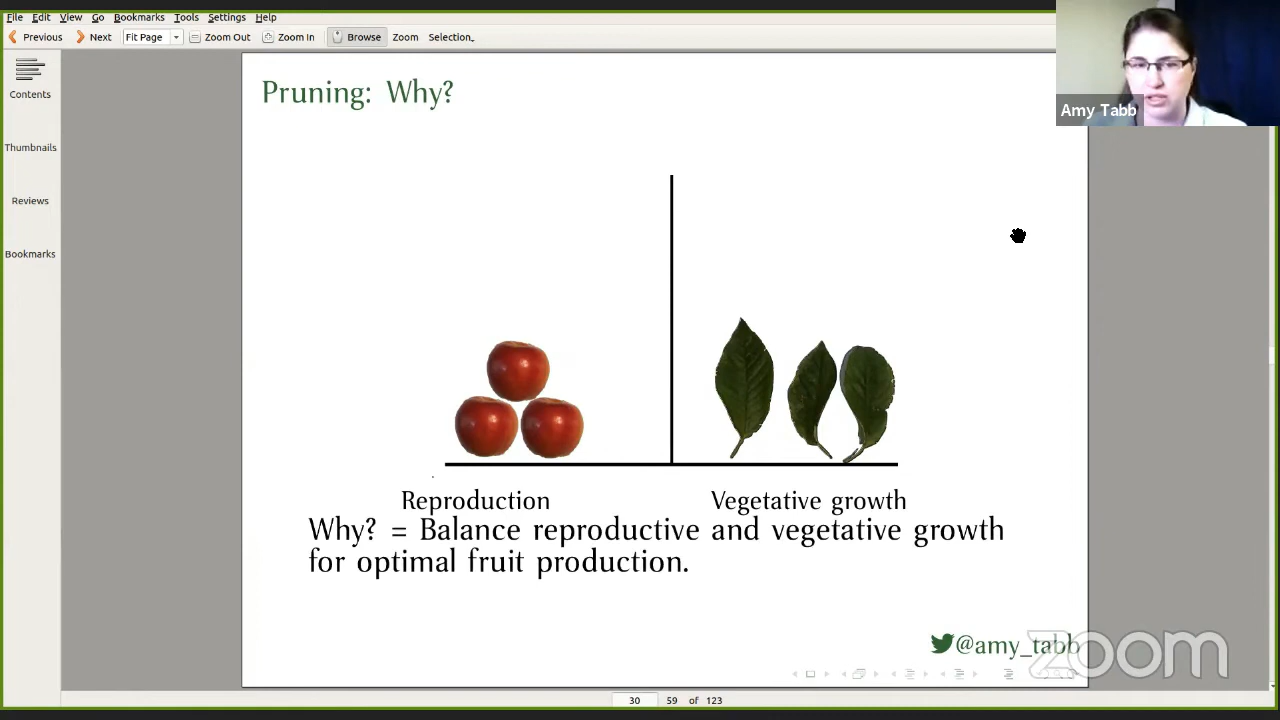 File Edit View Go Bookmarks Tools Settings Help
Previous Next Fit Page Zoom Out Zoom In Browse Zoom Selection
Contents
Thumbnails
Reviews
Bookmarks
Amy Tabb
Pruning: Why?
Reproduction Vegetative growth
Why? = Balance reproductive and vegetative growth
for optimal fruit production.
@amy_tabb
zoom
30 59 of 123